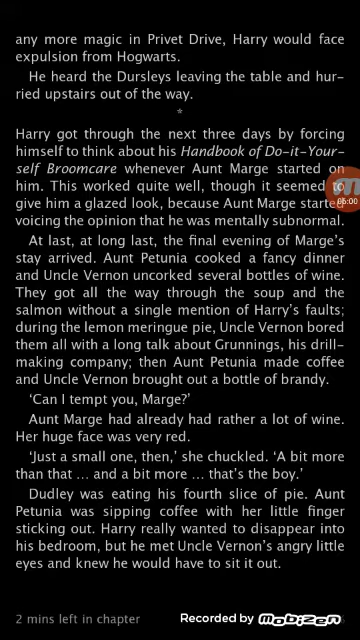 any more magic in Privet Drive, Harry would face
expulsion from Hogwarts.
He heard the Dursleys leaving the table and hur-
ried upstairs out of the way.
*
Harry got through the next three days by forcing
himself to think about his Handbook of Do-it-Your-
self Broomcare whenever Aunt Marge started on
him. This worked quite well, though it seemed to
give him a glazed look, because Aunt Marge started
voicing the opinion that he was mentally subnormal.
At last, at long last, the final evening of Marge's
stay arrived. Aunt Petunia cooked a fancy dinner
and Uncle Vernon uncorked several bottles of wine.
They got all the way through the soup and the
salmon without a single mention of Harry's faults;
during the lemon meringue pie, Uncle Vernon bored
them all with a long talk about Grunnings, his drill-
making company; then Aunt Petunia made coffee
and Uncle Vernon brought out a bottle of brandy.
‘Can I tempt you, Marge?’
Aunt Marge had already had rather a lot of wine.
Her huge face was very red.
‘Just a small one, then,’ she chuckled. ‘A bit more
than that … and a bit more … that's the boy.’
Dudley was eating his fourth slice of pie. Aunt
Petunia was sipping coffee with her little finger
sticking out. Harry really wanted to disappear into
his bedroom, but he met Uncle Vernon's angry little
eyes and knew he would have to sit it out.
2 mins left in chapter
Recorded by Mobizen